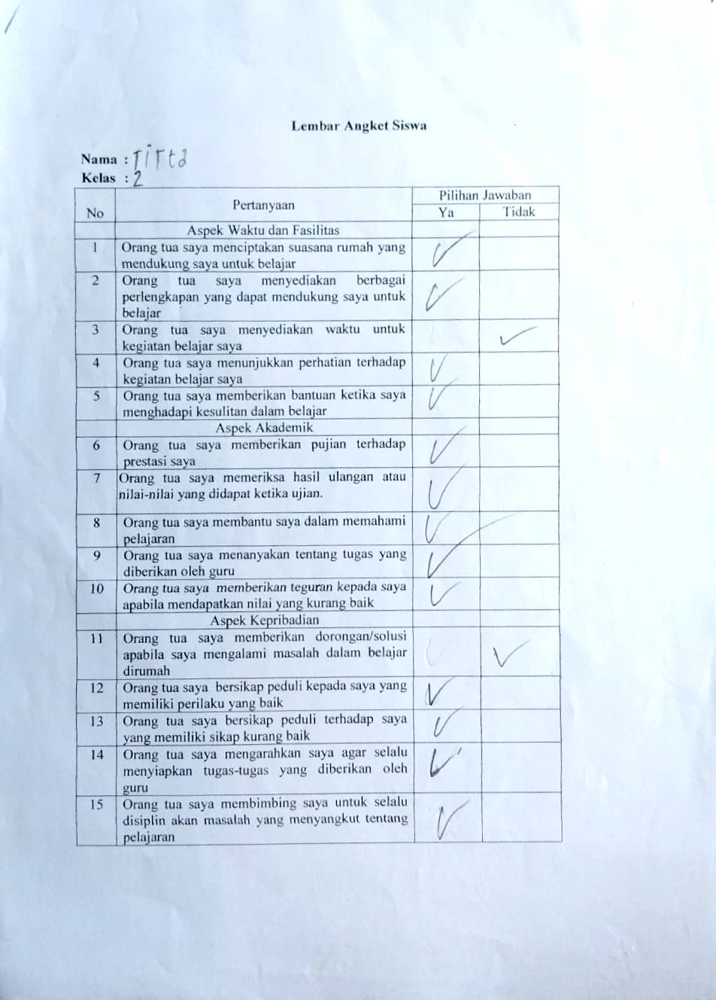 Lembar Angket Siswa
Nama : Tirta
Kelas : 2
No Pertanyaan Pilihan Jawaban
Ya Tidak
Aspek Waktu dan Fasilitas
1 Orang tua saya menciptakan suasana rumah yang
mendukung saya untuk belajar ✓
2 Orang tua saya menyediakan berbagai
perlengkapan yang dapat mendukung saya untuk
belajar ✓
3 Orang tua saya menyediakan waktu untuk
kegiatan belajar saya ✓
4 Orang tua saya menunjukkan perhatian terhadap
kegiatan belajar saya ✓
5 Orang tua saya memberikan bantuan ketika saya
menghadapi kesulitan dalam belajar ✓
Aspek Akademik
6 Orang tua saya memberikan pujian terhadap
prestasi saya ✓
7 Orang tua saya memeriksa hasil ulangan atau
nilai-nilai yang didapat ketika ujian. ✓
8 Orang tua saya membantu saya dalam memahami
pelajaran ✓
9 Orang tua saya menanyakan tentang tugas yang
diberikan oleh guru ✓
10 Orang tua saya memberikan teguran kepada saya
apabila mendapatkan nilai yang kurang baik ✓
Aspek Kepribadian
11 Orang tua saya memberikan dorongan/solusi
apabila saya mengalami masalah dalam belajar
dirumah ✓
12 Orang tua saya bersikap peduli kepada saya yang
memiliki perilaku yang baik ✓
13 Orang tua saya bersikap peduli terhadap saya
yang memiliki sikap kurang baik ✓
14 Orang tua saya mengarahkan saya agar selalu
menyiapkan tugas-tugas yang diberikan oleh
guru ✓
15 Orang tua saya membimbing saya untuk selalu
disiplin akan masalah yang menyangkut tentang
pelajaran ✓